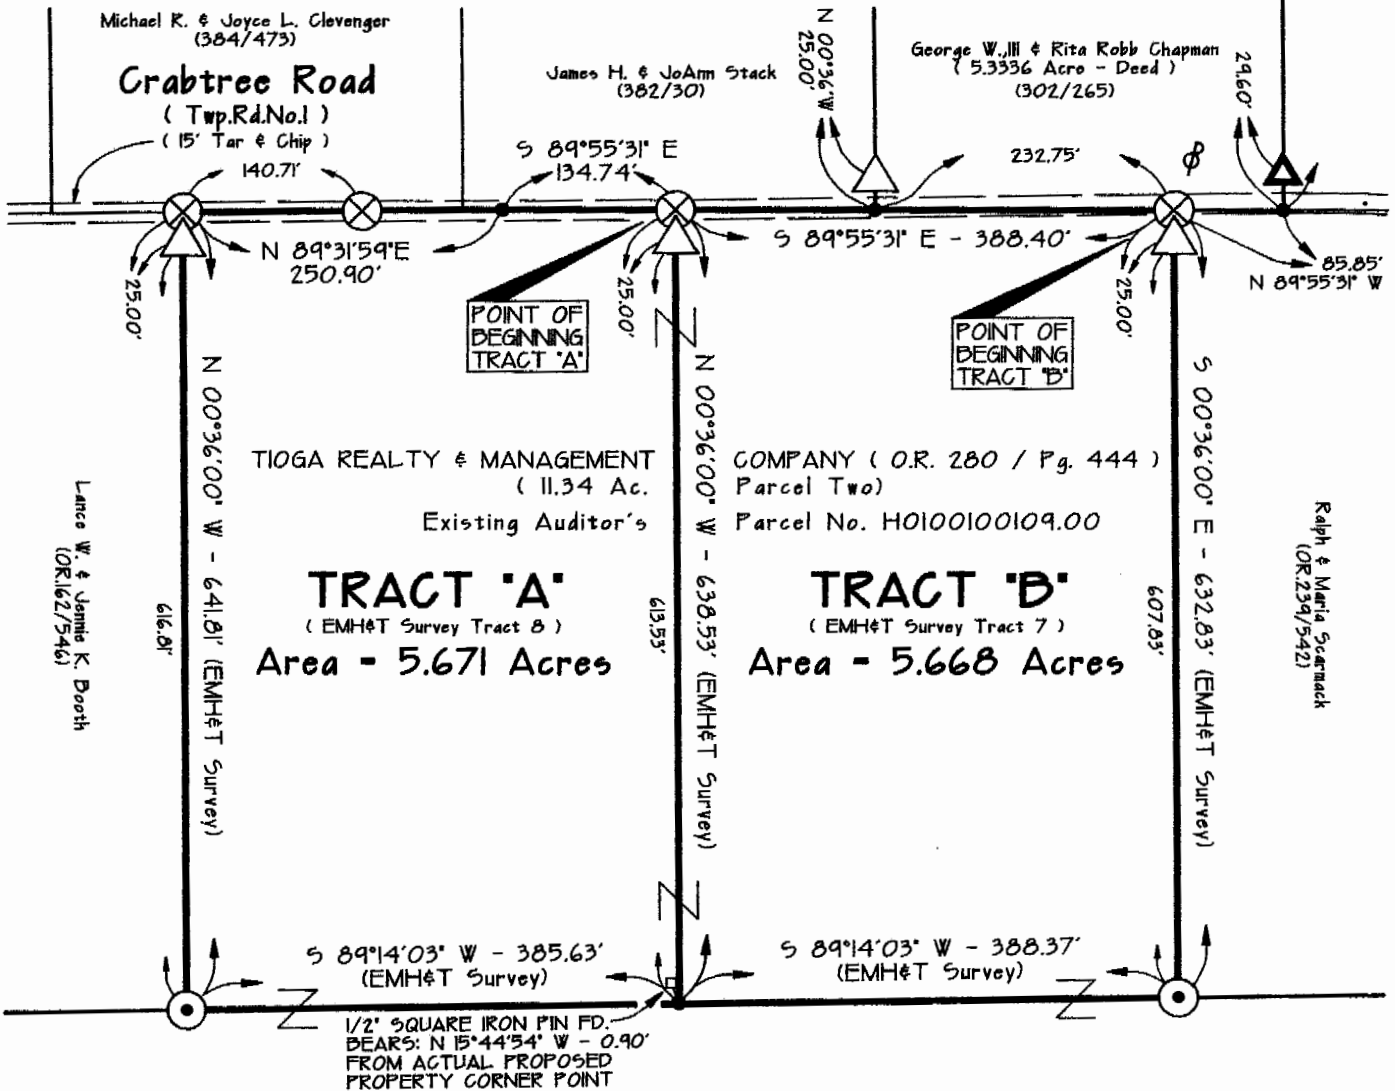 Michael R. & Joyce L. Clevenger
(384/473)
Crabtree Road
( Twp.Rd.No.1 )
( 15' Tar & Chip )
140.71'
James H. & JoAnn Stack
(382/30)
S 89°55'31" E
134.74'
N 00°36'W
25.00'
George W.,III & Rita Robb Chapman
( 5.3336 Acre - Deed )
(302/265)
232.75'
29.60'
N 89°31'59"E
250.90'
S 89°55'31" E - 388.40'
85.85'
N 89°55'31" W
25.00'
25.00'
25.00'
POINT OF
BEGINNING
TRACT "A"
POINT OF
BEGINNING
TRACT "B"
N 00°36'00" W - 641.81' (EMH&T Survey)
616.81'
N 00°36'00" W - 638.53' (EMH&T Survey)
613.53'
S 00°36'00" E - 632.83' (EMH&T Survey)
607.83'
Lance W. & Jennie K. Booth
(OR.162/546)
Ralph & Maria Scarmack
(OR.239/542)
TIOGA REALTY & MANAGEMENT COMPANY ( O.R. 280 / Pg. 444 )
( 11.34 Ac. Parcel Two)
Existing Auditor's Parcel No. H0100100109.00
TRACT "A"
( EMH&T Survey Tract 8 )
Area = 5.671 Acres
TRACT "B"
( EMH&T Survey Tract 7 )
Area = 5.668 Acres
S 89°14'03" W - 385.63'
(EMH&T Survey)
S 89°14'03" W - 388.37'
(EMH&T Survey)
1/2" SQUARE IRON PIN FD.
BEARS: N 15°44'54" W - 0.90'
FROM ACTUAL PROPOSED
PROPERTY CORNER POINT